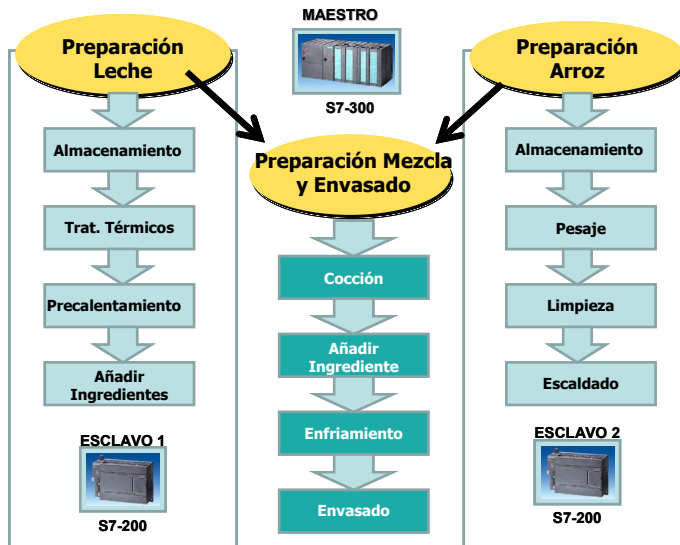 Preparación
Leche
Almacenamiento
Trat. Térmicos
Precalentamiento
Añadir
Ingredientes
ESCLAVO 1
S7-200
MAESTRO
S7-300
Preparación Mezcla
y Envasado
Cocción
Añadir
Ingrediente
Enfriamiento
Envasado
Preparación
Arroz
Almacenamiento
Pesaje
Limpieza
Escaldado
ESCLAVO 2
S7-200